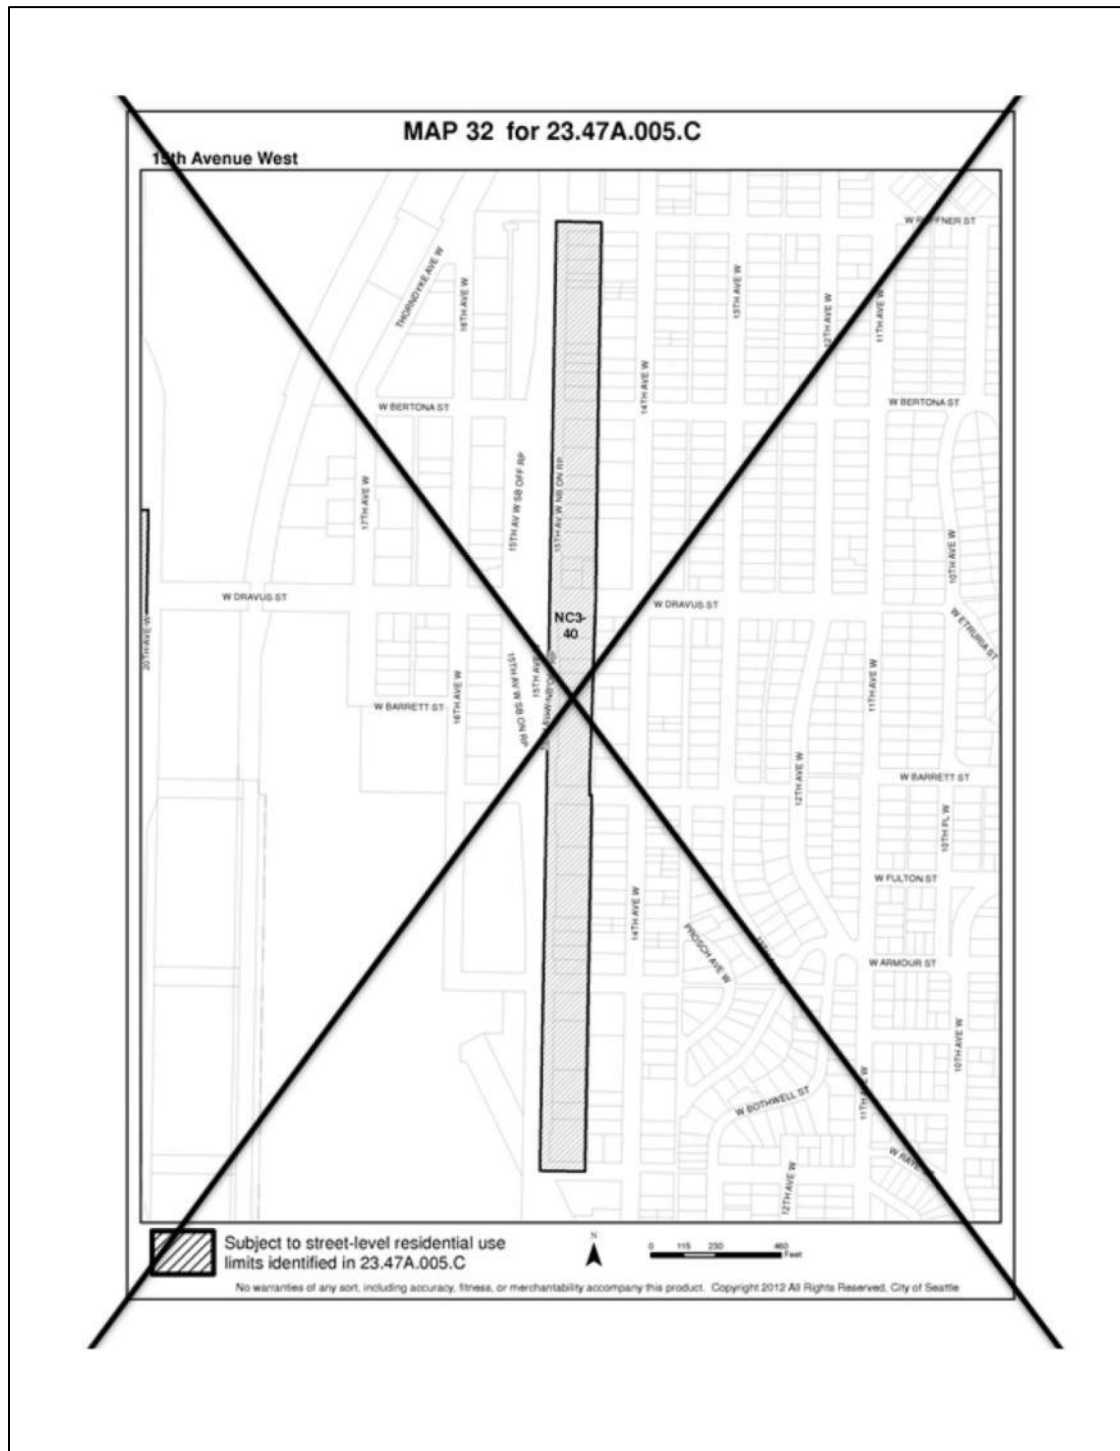 MAP 32 for 23.47A.005.C
15th Avenue West
THORNDYKE AVE W
16TH AVE W
13TH AVE W
12TH AVE W
11TH AVE W
14TH AVE W
W BERTONA ST
W BERTONA ST
15TH AV W SB OFF RP
15TH AV W NB ON RP
17TH AVE W
10TH AVE W
W DRAVUS ST
W DRAVUS ST
20TH AVE W
NC3-
40
W ETRURIA ST
15TH AV W SB ON RP
15TH AVE
16TH AVE W
11TH AVE W
W BARRETT ST
W BARRETT ST
12TH AVE W
10TH PL W
W FULTON ST
14TH AVE W
PROSCH AVE W
W ARMOUR ST
10TH AVE W
11TH AVE W
W BOTHWELL ST
12TH AVE W
N
0 115 230 460
Feet
Subject to street-level residential use
limits identified in 23.47A.005.C
No warranties of any sort, including accuracy, fitness, or merchantability accompany this product. Copyright 2012 All Rights Reserved, City of Seattle